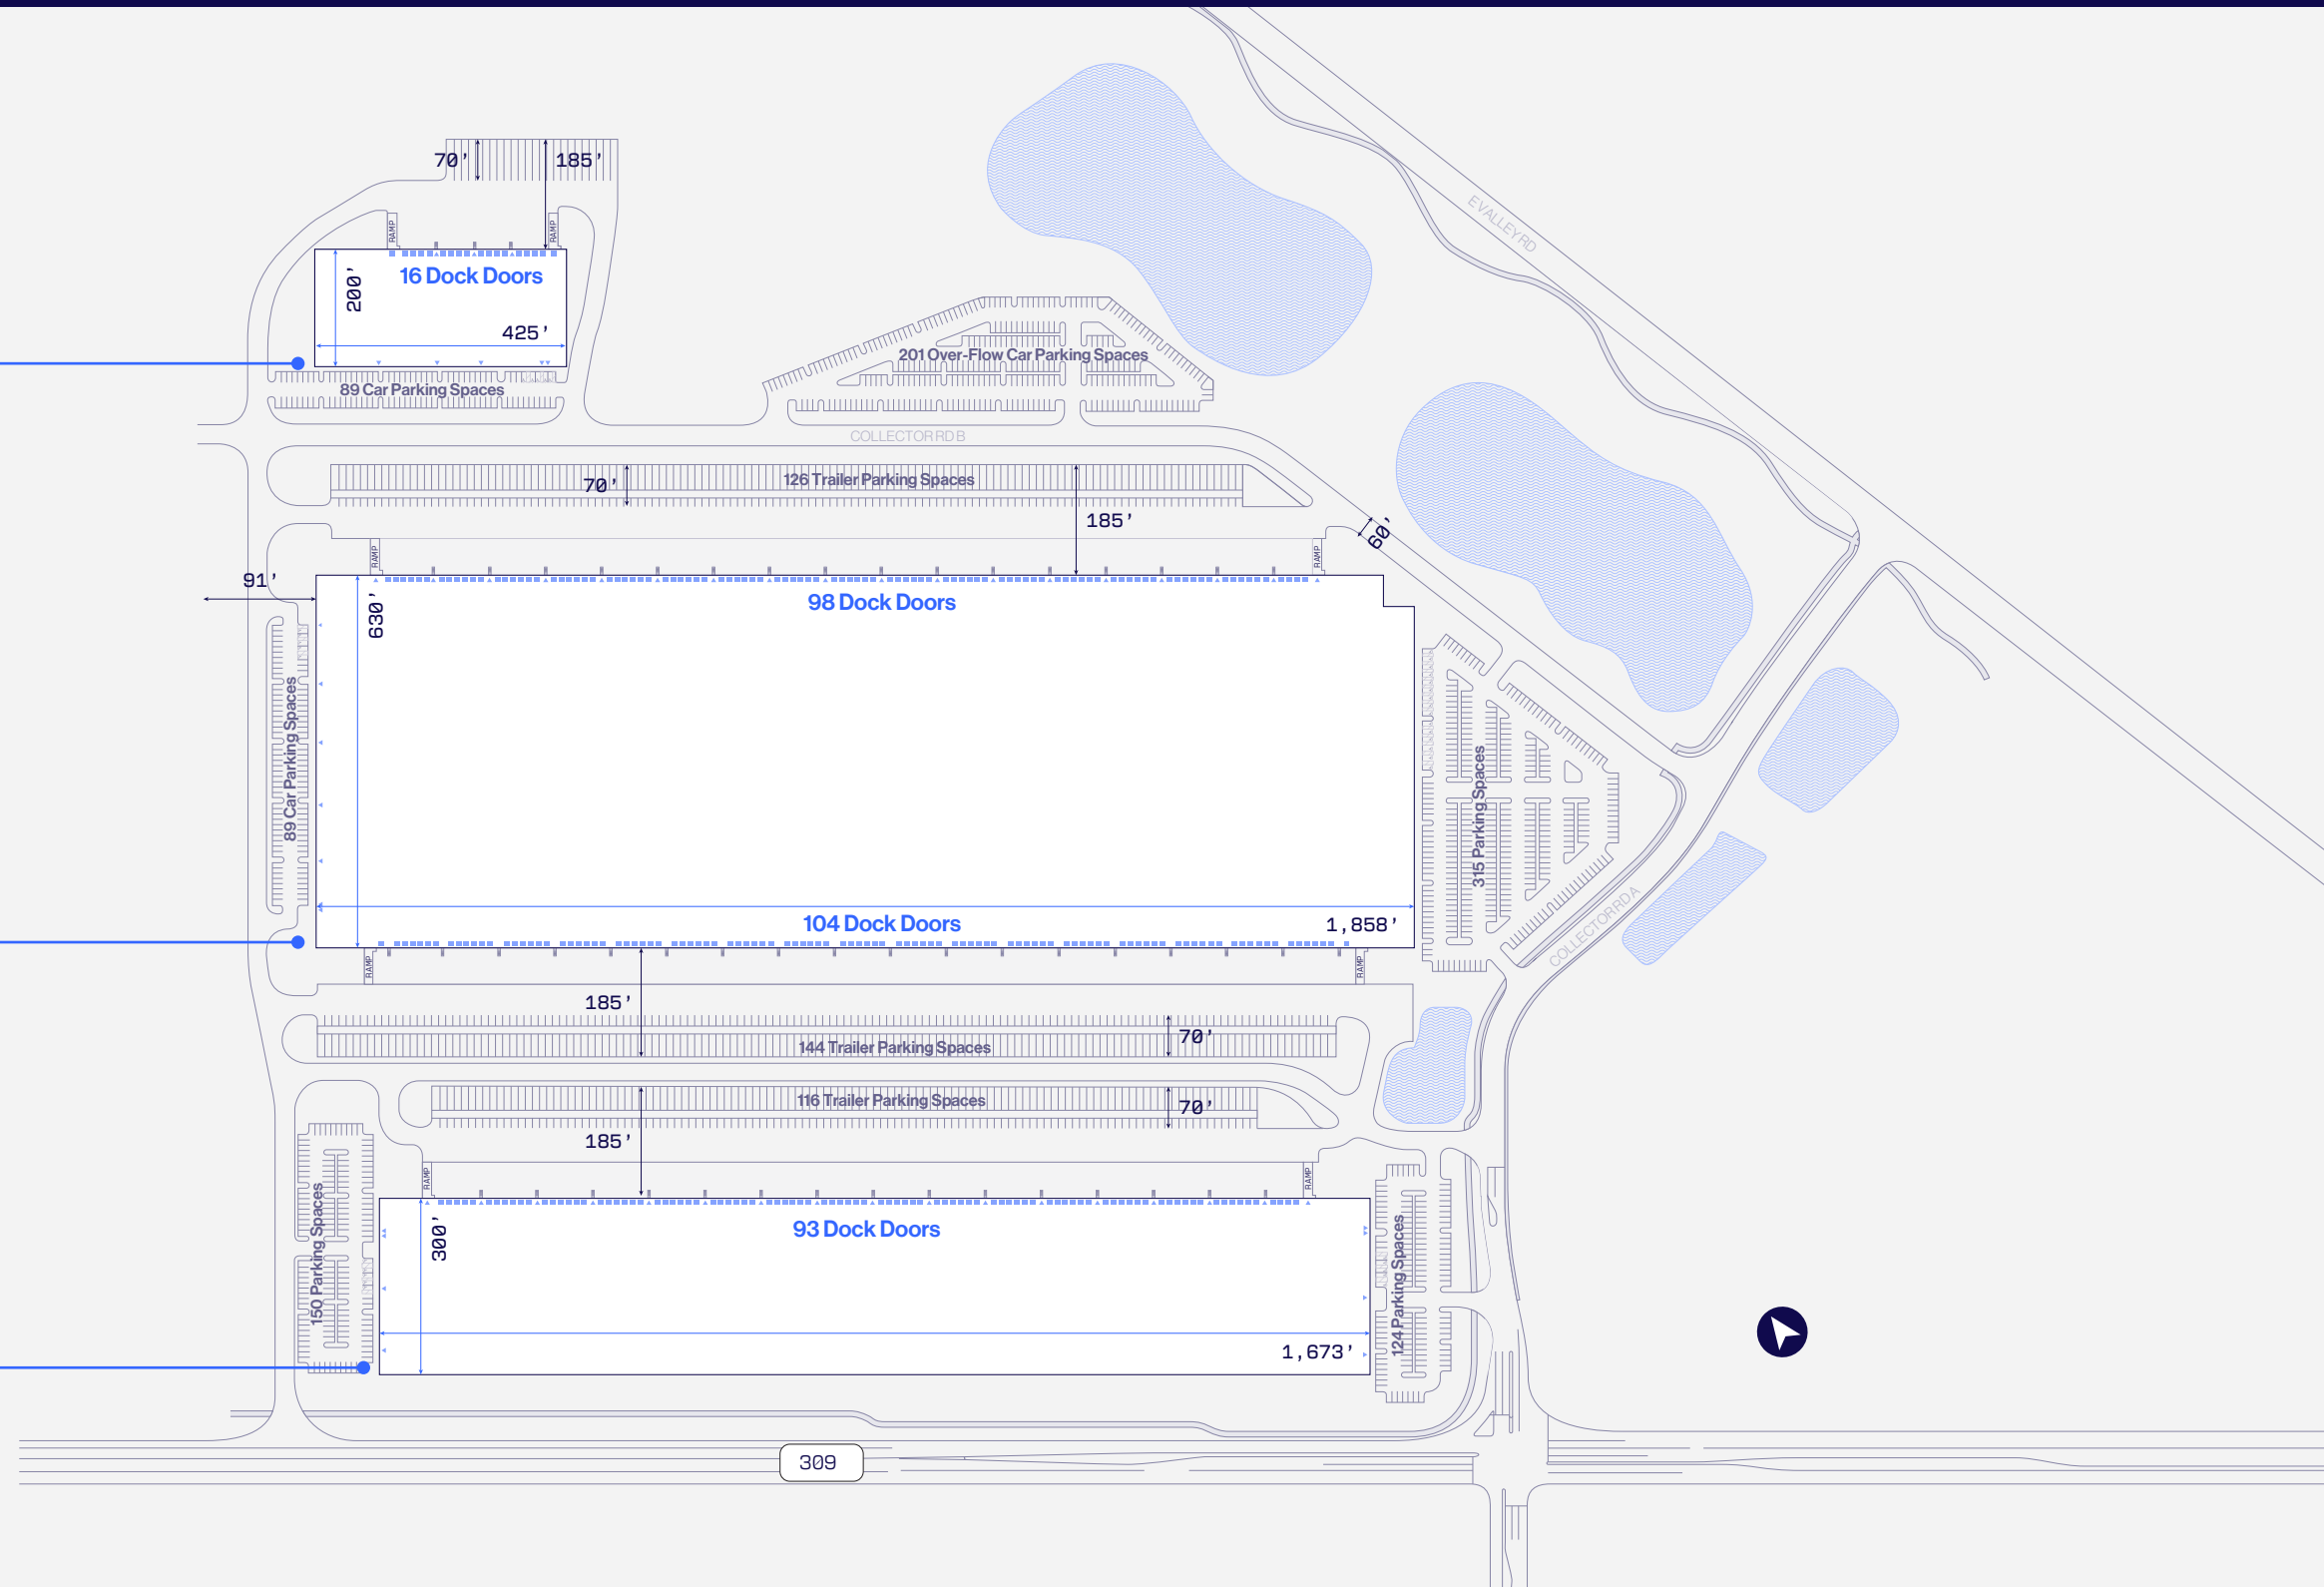 70’
185’
RAMP
RAMP
16 Dock Doors
200’
425’
89 Car Parking Spaces
201 Over-Flow Car Parking Spaces
E VALLEY RD
COLLECTOR RD B
126 Trailer Parking Spaces
70’
185’
60’
RAMP
RAMP
91’
98 Dock Doors
630’
89 Car Parking Spaces
315 Parking Spaces
104 Dock Doors
1,858’
COLLECTOR RD A
RAMP
RAMP
185’
70’
144 Trailer Parking Spaces
116 Trailer Parking Spaces
70’
185’
RAMP
RAMP
93 Dock Doors
300’
150 Parking Spaces
124 Parking Spaces
1,673’
309